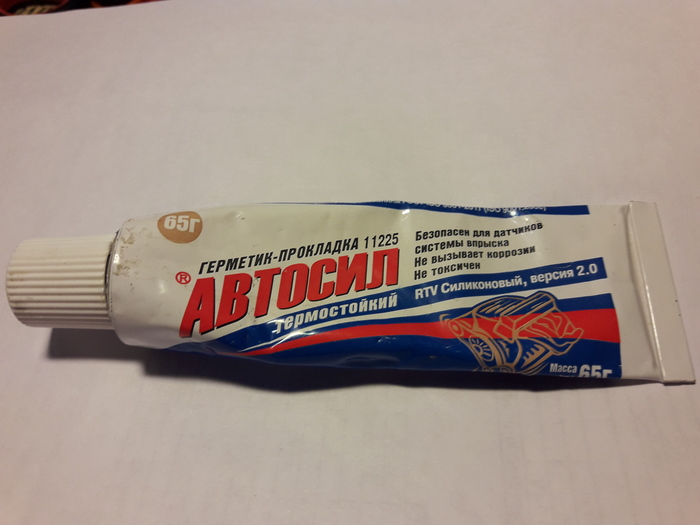 65г
ГЕРМЕТИК-ПРОКЛАДКА 11225
®АВТОСИЛ
термостойкий
Безопасен для датчиков
системы впрыска
Не вызывает коррозии
Не токсичен
RTV Силиконовый, версия 2.0
Масса
65г